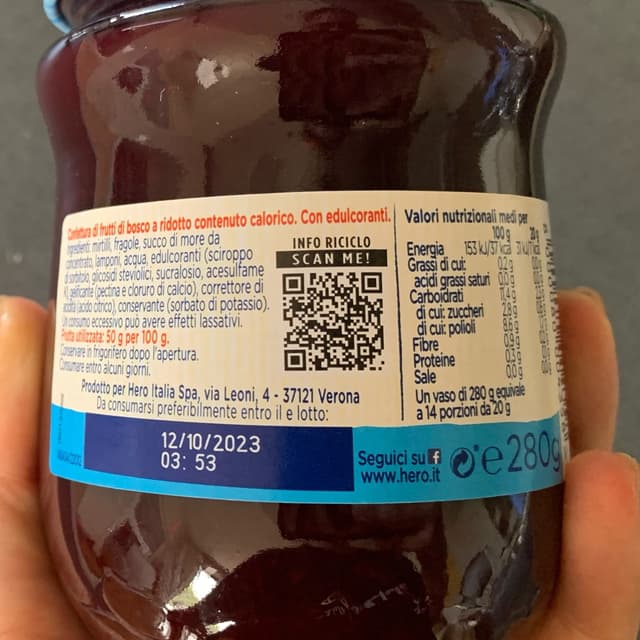 Confettura di frutti di bosco a ridotto contenuto calorico. Con edulcoranti.
Ingredienti: mirtilli, fragole, succo di more da
concentrato, lamponi, acqua, edulcoranti (sciroppo
di sorbitolo, glicosidi steviolici, sucralosio, acesulfame
K), gelificante (pectina e cloruro di calcio), correttore di
acidità (acido citrico), conservante (sorbato di potassio).
Un consumo eccessivo può avere effetti lassativi.
Frutta utilizzata: 50 g per 100 g.
Conservare in frigorifero dopo l'apertura.
Consumare entro alcuni giorni.
INFO RICICLO
SCAN ME!
Prodotto per Hero Italia Spa, via Leoni, 4 - 37121 Verona
Da consumarsi preferibilmente entro il e lotto:
12/10/2023
03: 53
Valori nutrizionali medi per
100 g 20 g
Energia 153 kJ/37 kcal
Grassi di cui:
acidi grassi saturi
Carboidrati
di cui: zuccheri
di cui: polioli
Fibre
Proteine
Sale
Un vaso di 280 g equivale
a 14 porzioni da 20 g
Seguici su f
www.hero.it
e 280g